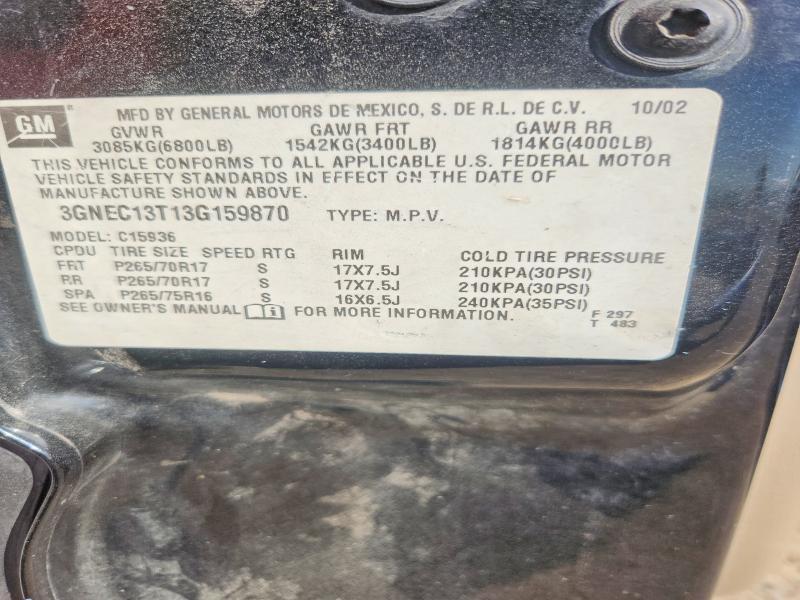 GM ® MFD BY GENERAL MOTORS DE MEXICO, S. DE R.L. DE C.V. 10/02
GVWR GAWR FRT GAWR RR
3085KG(6800LB) 1542KG(3400LB) 1814KG(4000LB)
THIS VEHICLE CONFORMS TO ALL APPLICABLE U.S. FEDERAL MOTOR
VEHICLE SAFETY STANDARDS IN EFFECT ON THE DATE OF
MANUFACTURE SHOWN ABOVE.
3GNEC13T13G159870 TYPE: M.P.V.
MODEL: C15936
CPDU TIRE SIZE SPEED RTG RIM COLD TIRE PRESSURE
FRT P265/70R17 S 17X7.5J 210KPA(30PSI)
RR P265/70R17 S 17X7.5J 210KPA(30PSI)
SPA P265/75R16 S 16X6.5J 240KPA(35PSI)
SEE OWNER'S MANUAL FOR MORE INFORMATION. F 297
T 483